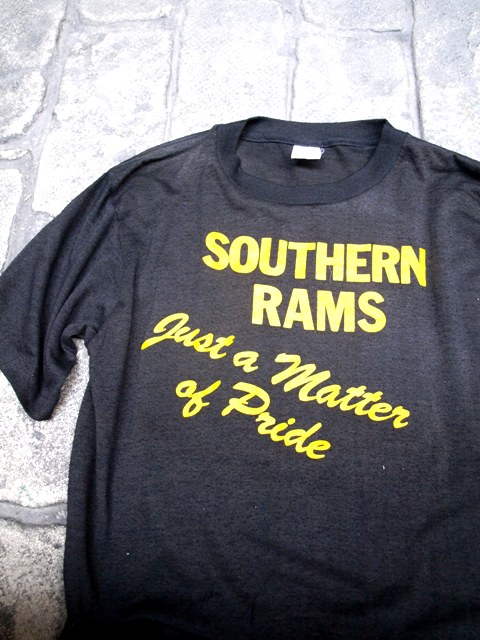 SOUTHERN
RAMS
Just a Matter
of Pride